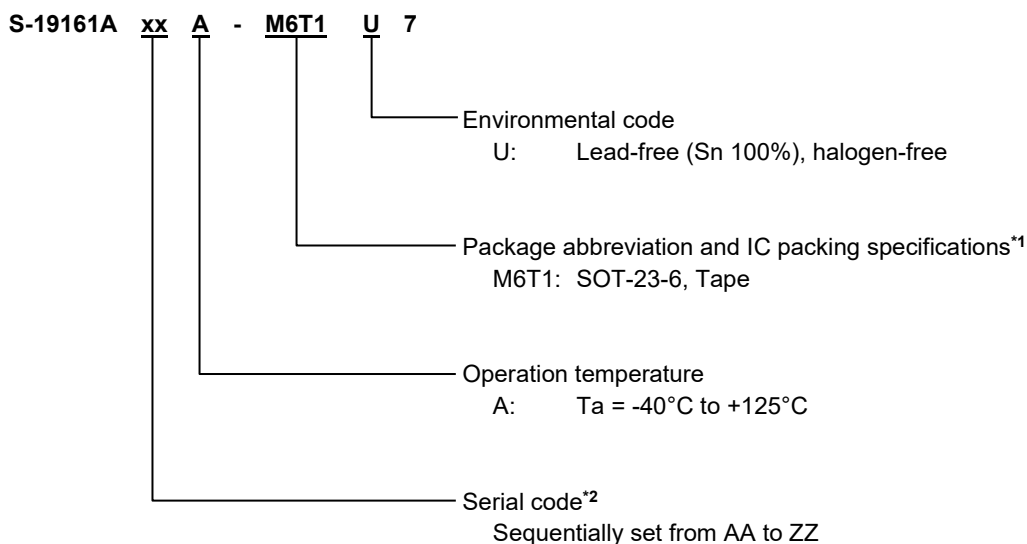 S-19161A xx A - M6T1 U 7
Environmental code
U: Lead-free (Sn 100%), halogen-free
Package abbreviation and IC packing specifications*1
M6T1: SOT-23-6, Tape
Operation temperature
A: Ta = -40°C to +125°C
Serial code*2
Sequentially set from AA to ZZ